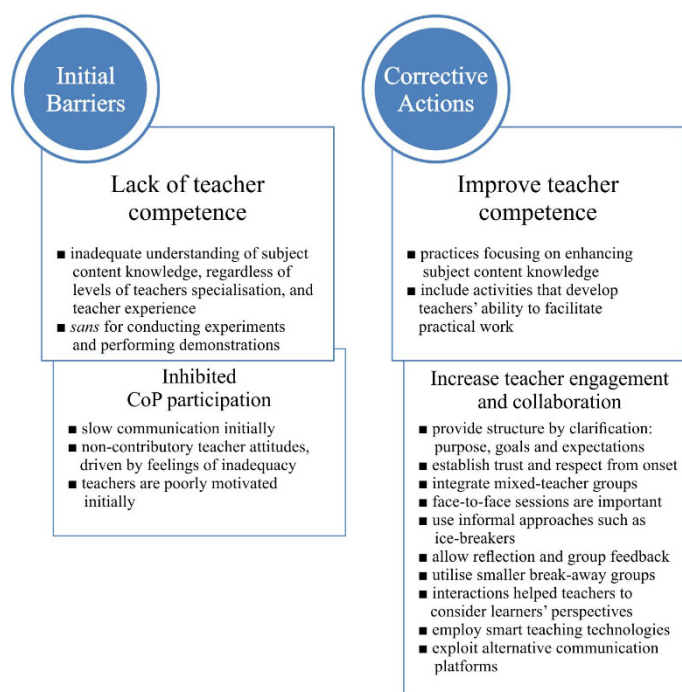 Initial
Barriers
Lack of teacher
competence
■ inadequate understanding of subject
content knowledge, regardless of
levels of teachers specialisation, and
teacher experience
■ sans for conducting experiments
and performing demonstrations
Inhibited
CoP participation
■ slow communication initially
■ non-contributory teacher attitudes,
driven by feelings of inadequacy
■ teachers are poorly motivated
initially
Corrective
Actions
Improve teacher
competence
■ practices focusing on enhancing
subject content knowledge
■ include activities that develop
teachers’ ability to facilitate
practical work
Increase teacher engagement
and collaboration
■ provide structure by clarification:
purpose, goals and expectations
■ establish trust and respect from onset
■ integrate mixed-teacher groups
■ face-to-face sessions are important
■ use informal approaches such as
ice-breakers
■ allow reflection and group feedback
■ utilise smaller break-away groups
■ interactions helped teachers to
consider learners’ perspectives
■ employ smart teaching technologies
■ exploit alternative communication
platforms